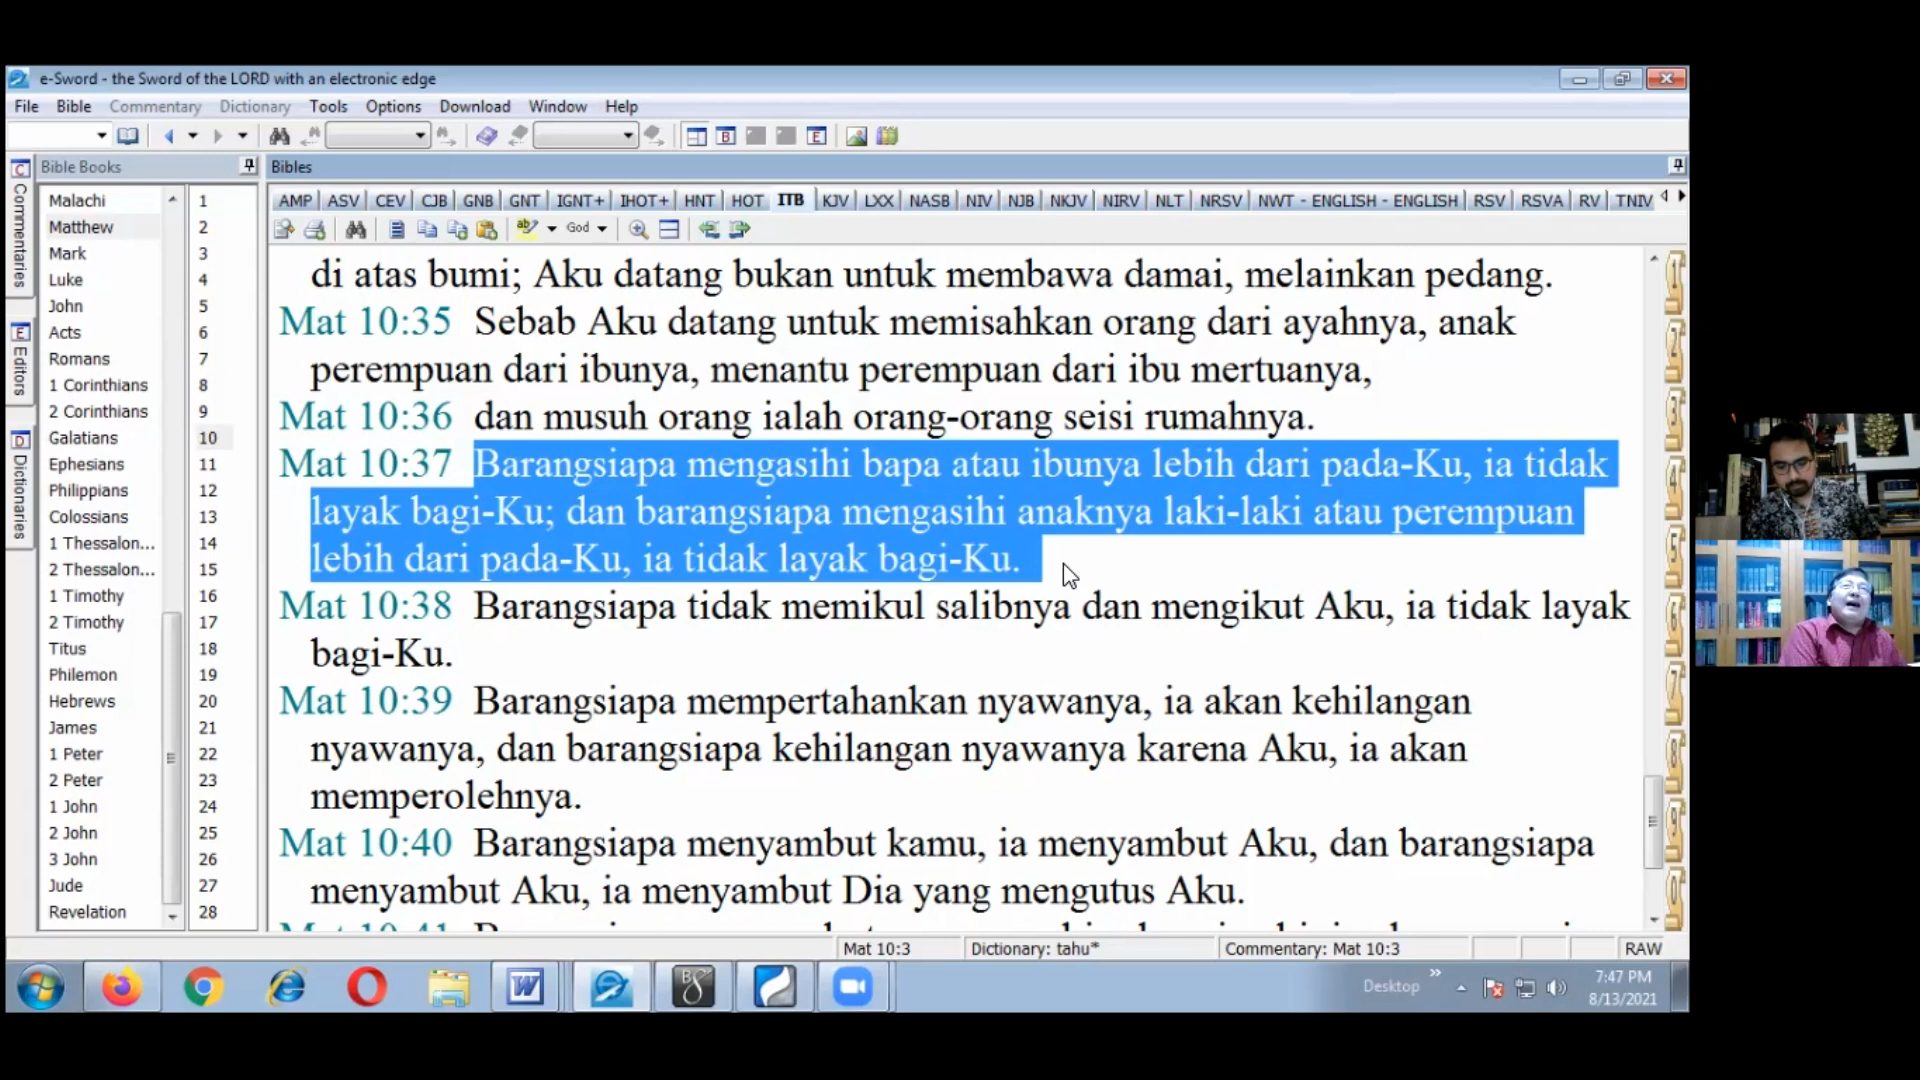 e-Sword - the Sword of the LORD with an electronic edge
File Bible Commentary Dictionary Tools Options Download Window Help
Bible Books
Bibles
AMP ASV CEV CJB GNB GNT IGNT+ IHOT+ HNT HOT ITB KJV LXX NASB NIV NJB NKJV NIRV NLT NRSV NWT - ENGLISH - ENGLISH RSV RSVA RV TNIV
God
Commentaries
Editors
Dictionaries
Malachi 1
Matthew 2
Mark 3
Luke 4
John 5
Acts 6
Romans 7
1 Corinthians 8
2 Corinthians 9
Galatians 10
Ephesians 11
Philippians 12
Colossians 13
1 Thessalon... 14
2 Thessalon... 15
1 Timothy 16
2 Timothy 17
Titus 18
Philemon 19
Hebrews 20
James 21
1 Peter 22
2 Peter 23
1 John 24
2 John 25
3 John 26
Jude 27
Revelation 28
di atas bumi; Aku datang bukan untuk membawa damai, melainkan pedang.
Mat 10:35 Sebab Aku datang untuk memisahkan orang dari ayahnya, anak
perempuan dari ibunya, menantu perempuan dari ibu mertuanya,
Mat 10:36 dan musuh orang ialah orang-orang seisi rumahnya.
Mat 10:37 Barangsiapa mengasihi bapa atau ibunya lebih dari pada-Ku, ia tidak
layak bagi-Ku; dan barangsiapa mengasihi anaknya laki-laki atau perempuan
lebih dari pada-Ku, ia tidak layak bagi-Ku.
Mat 10:38 Barangsiapa tidak memikul salibnya dan mengikut Aku, ia tidak layak
bagi-Ku.
Mat 10:39 Barangsiapa mempertahankan nyawanya, ia akan kehilangan
nyawanya, dan barangsiapa kehilangan nyawanya karena Aku, ia akan
memperolehnya.
Mat 10:40 Barangsiapa menyambut kamu, ia menyambut Aku, dan barangsiapa
menyambut Aku, ia menyambut Dia yang mengutus Aku.
Mat 10:3 Dictionary: tahu* Commentary: Mat 10:3 RAW
Desktop
7:47 PM
8/13/2021